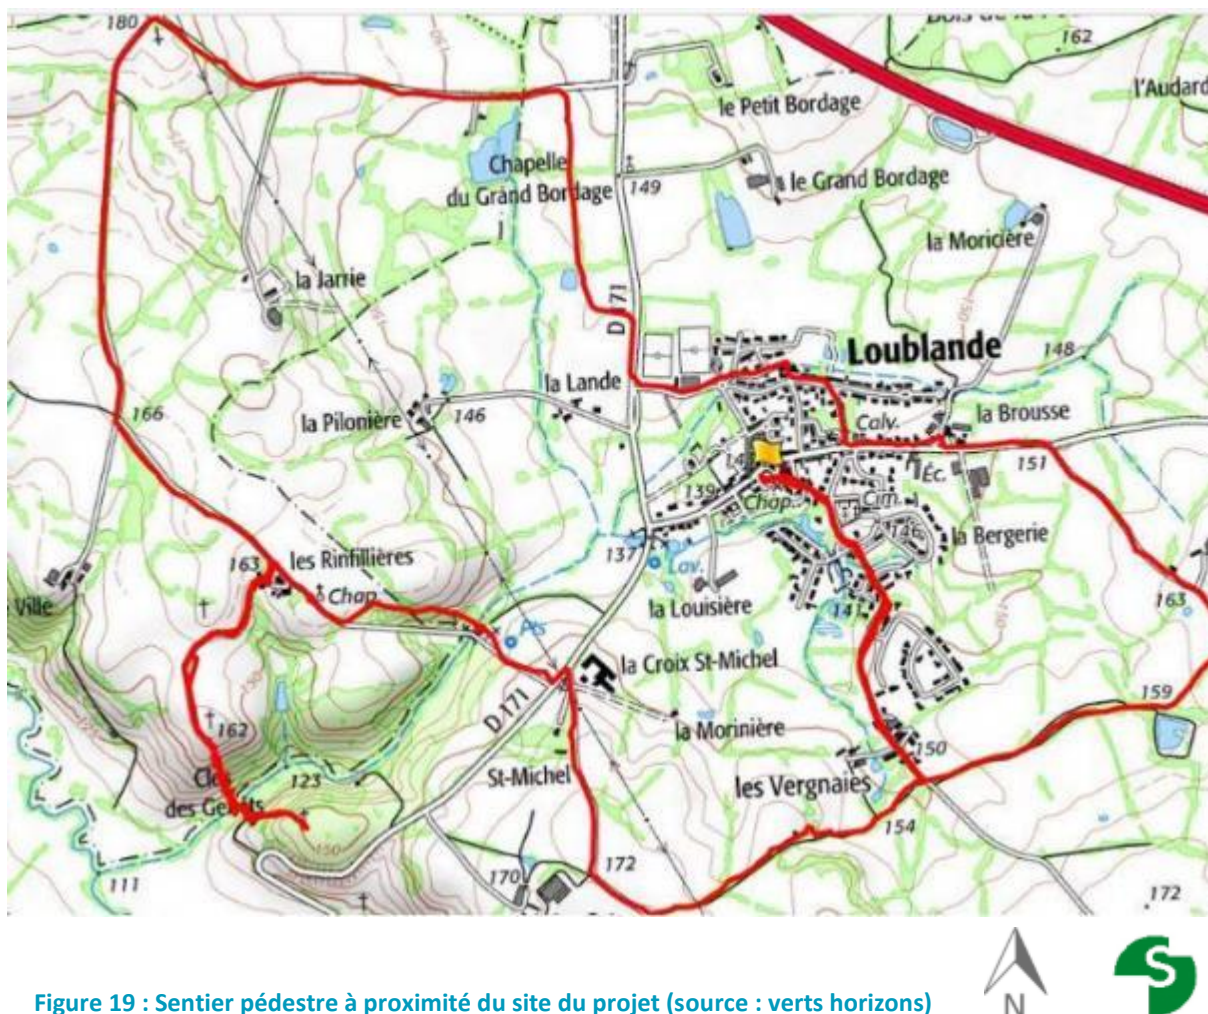 180
162
l'Audard
le Petit Bordage
Chapelle
du Grand Bordage
149
le Grand Bordage
la Moricière
la Jarrie
D 171
Loublande
148
la Lande
la Pilonière
146
166
Calv.
la Brousse
151
Éc.
139
Chap.
Cim.
la Bergerie
137
Lav.
les Rinfillières
163
Chap
la Louisière
141
163
Ville
la Croix St-Michel
159
162
D 171
la Morinière
150
St-Michel
les Vergnaies
123
154
111
170
172
172
N
S
Figure 19 : Sentier pédestre à proximité du site du projet (source : verts horizons)